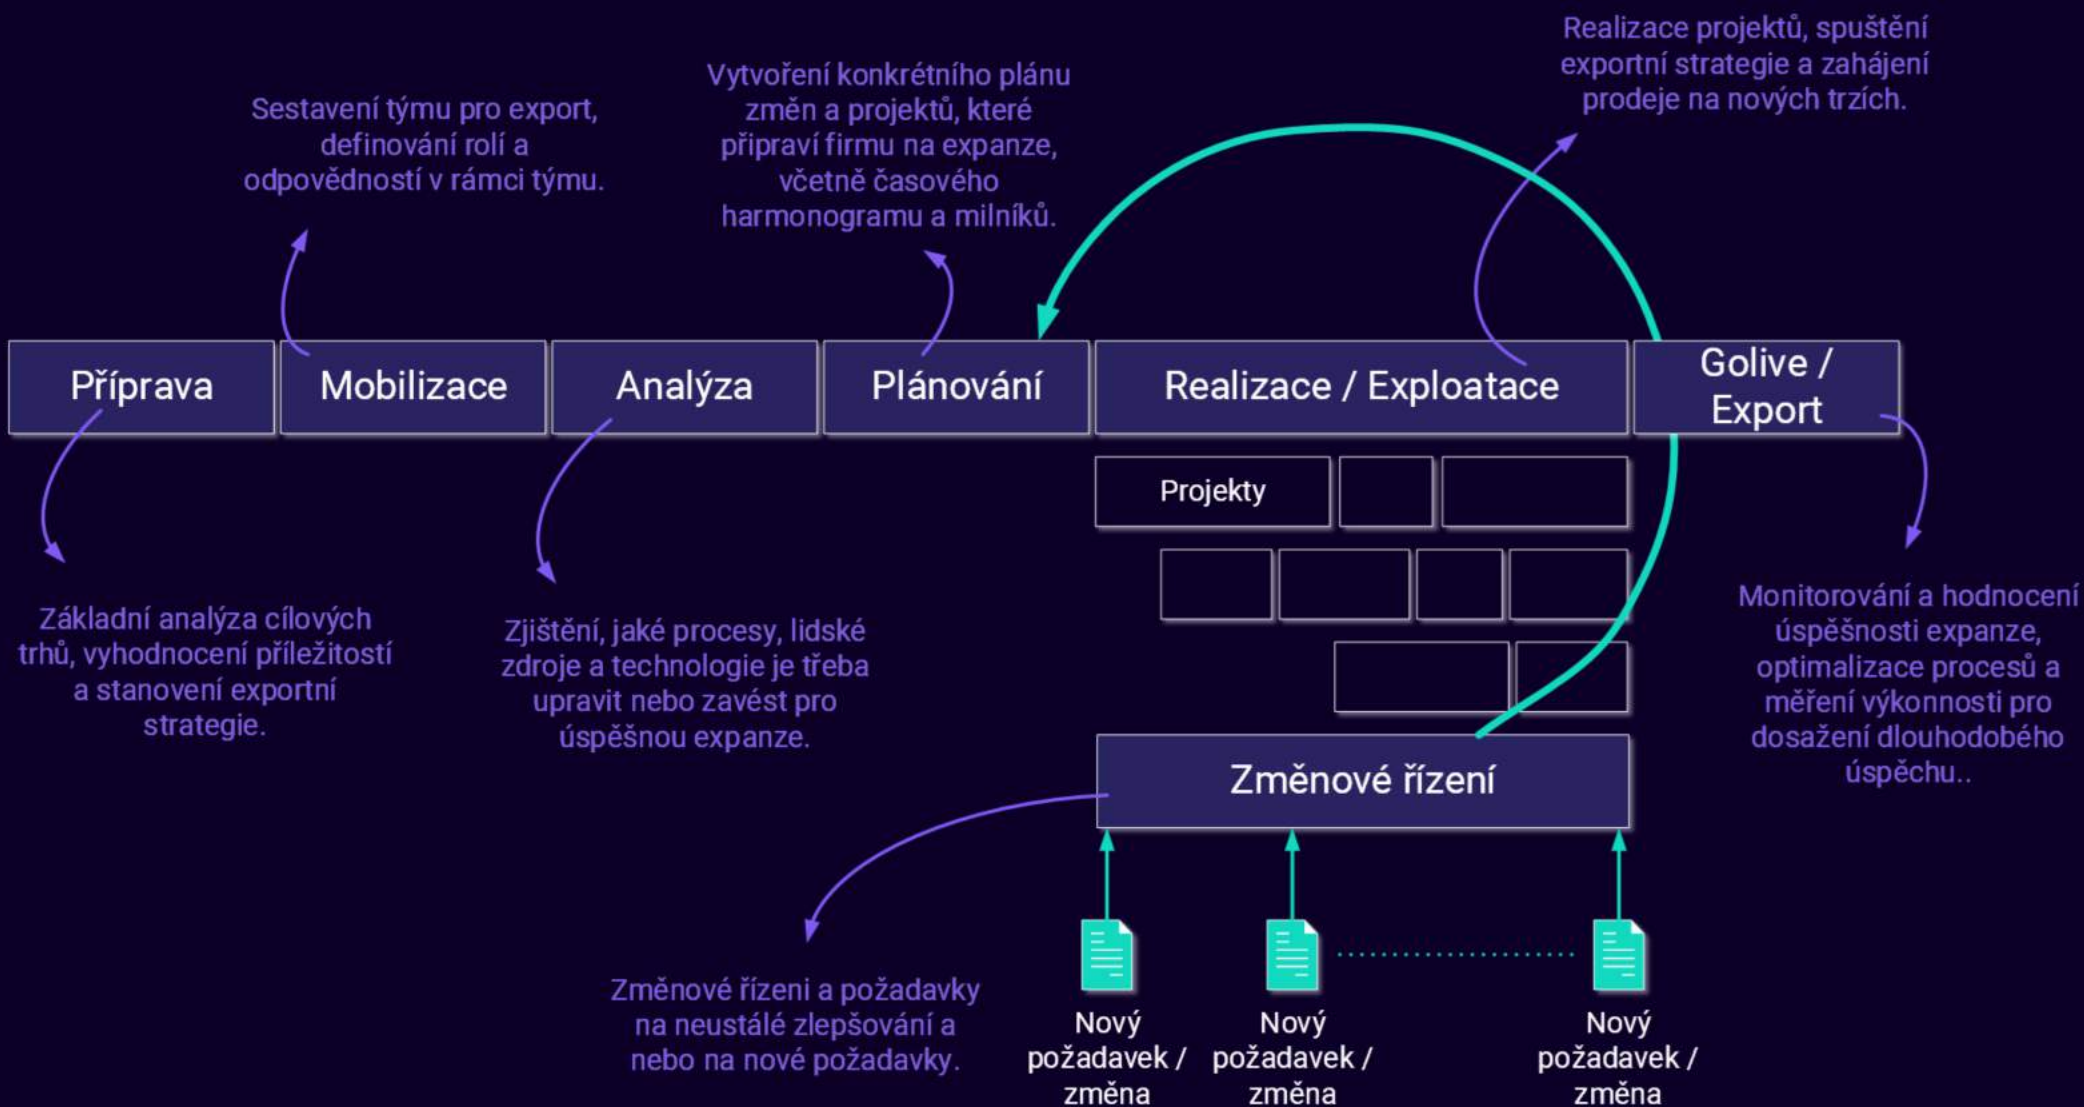 Realizace projektů, spuštění
exportní strategie a zahájení
prodeje na nových trzích.
Vytvoření konkrétního plánu
změn a projektů, které
připraví firmu na expanze,
včetně časového
harmonogramu a milníků.
Sestavení týmu pro export,
definování rolí a
odpovědností v rámci týmu.
Příprava
Mobilizace
Analýza
Plánování
Realizace / Exploatace
Golive /
Export
Projekty
Základní analýza cílových
trhů, vyhodnocení příležitostí
a stanovení exportní
strategie.
Zjištění, jaké procesy, lidské
zdroje a technologie je třeba
upravit nebo zavést pro
úspěšnou expanze.
Monitorování a hodnocení
úspěšnosti expanze,
optimalizace procesů a
měření výkonnosti pro
dosažení dlouhodobého
úspěchu..
Změnové řízení
Změnové řízeni a požadavky
na neustálé zlepšování a
nebo na nové požadavky.
Nový
požadavek /
změna
Nový
požadavek /
změna
Nový
požadavek /
změna